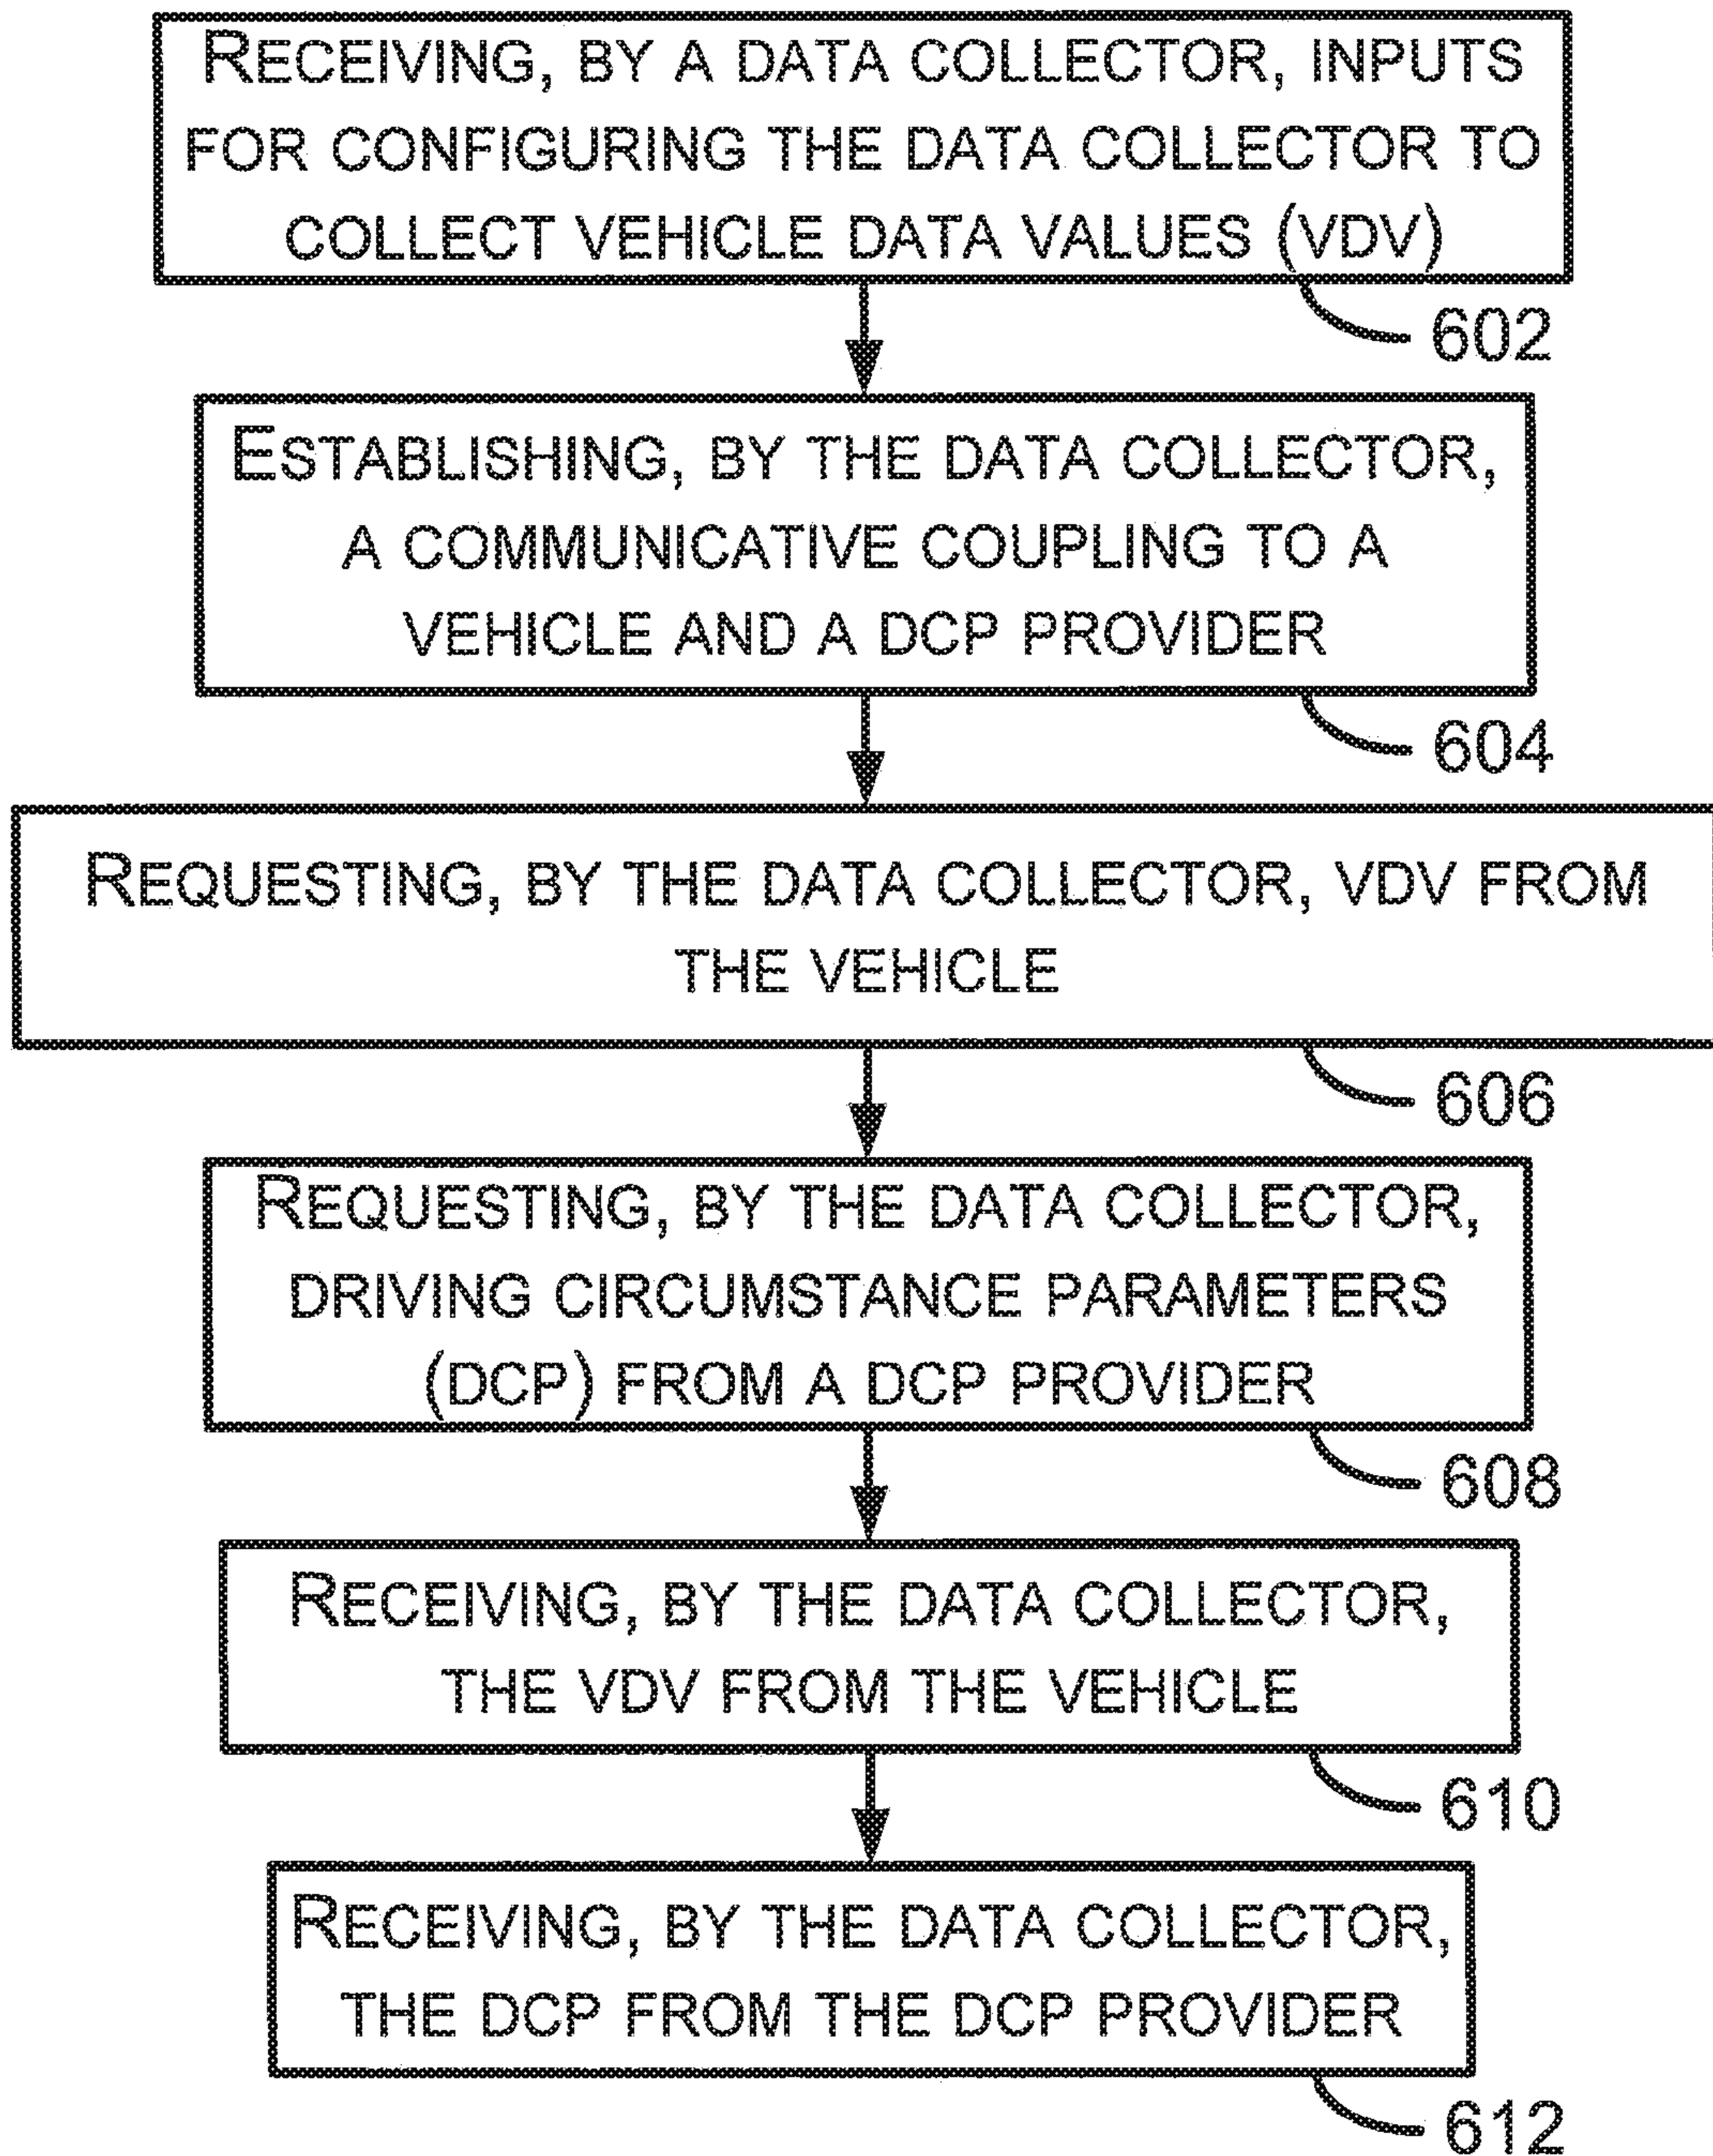 RECEIVING, BY A DATA COLLECTOR, INPUTS
FOR CONFIGURING THE DATA COLLECTOR TO
COLLECT VEHICLE DATA VALUES (VDV)
602
ESTABLISHING, BY THE DATA COLLECTOR,
A COMMUNICATIVE COUPLING TO A
VEHICLE AND A DCP PROVIDER
604
REQUESTING, BY THE DATA COLLECTOR, VDV FROM
THE VEHICLE
606
REQUESTING, BY THE DATA COLLECTOR,
DRIVING CIRCUMSTANCE PARAMETERS
(DCP) FROM A DCP PROVIDER
608
RECEIVING, BY THE DATA COLLECTOR,
THE VDV FROM THE VEHICLE
610
RECEIVING, BY THE DATA COLLECTOR,
THE DCP FROM THE DCP PROVIDER
612